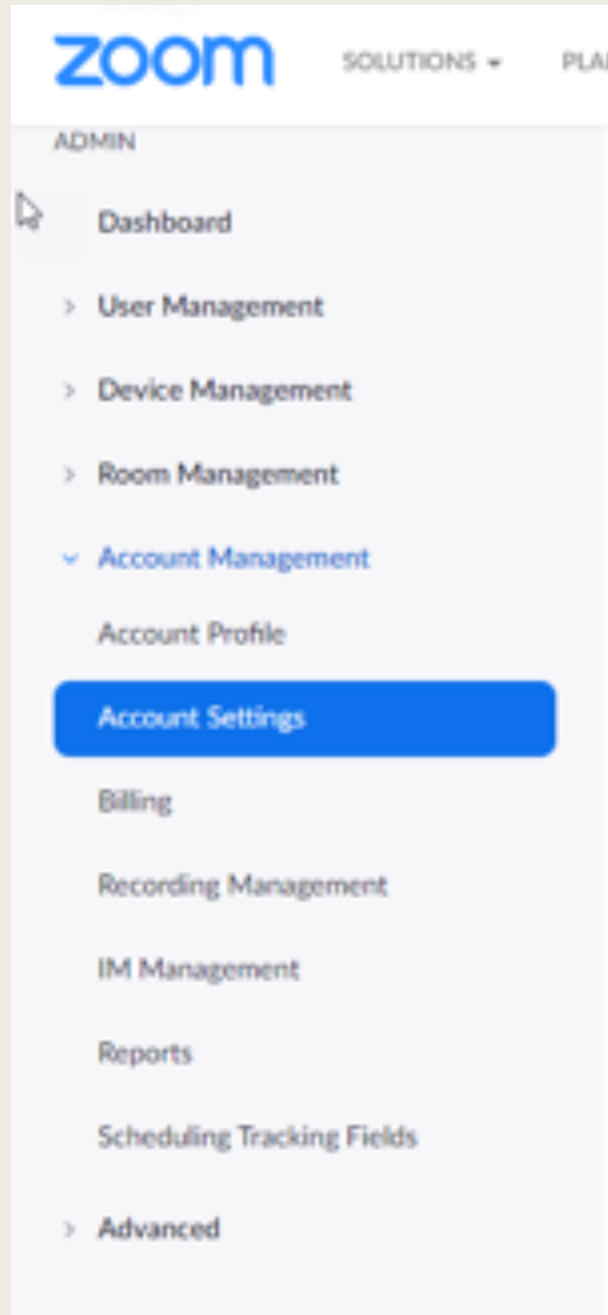 zoom SOLUTIONS
ADMIN
Dashboard
User Management
Device Management
Room Management
Account Management
Account Profile
Account Settings
Billing
Recording Management
IM Management
Reports
Scheduling Tracking Fields
Advanced